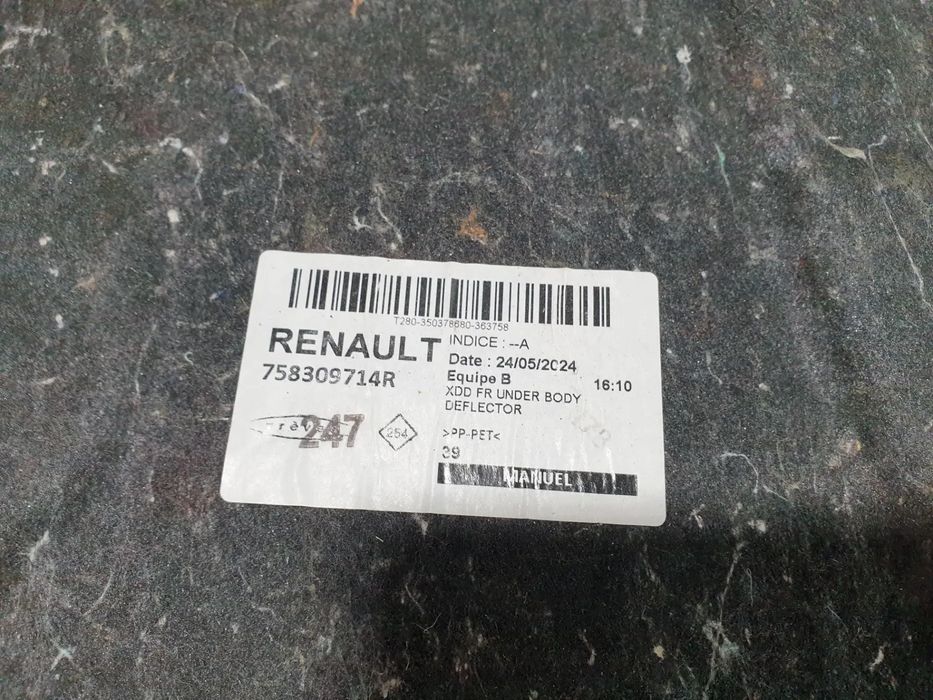 T280-350378680-363758
RENAULT
758309714R
INDICE : --A
Date : 24/05/2024
Equipe B 16:10
XDD FR UNDER BODY
DEFLECTOR
247
254
>PP-PET<
39
MANUEL